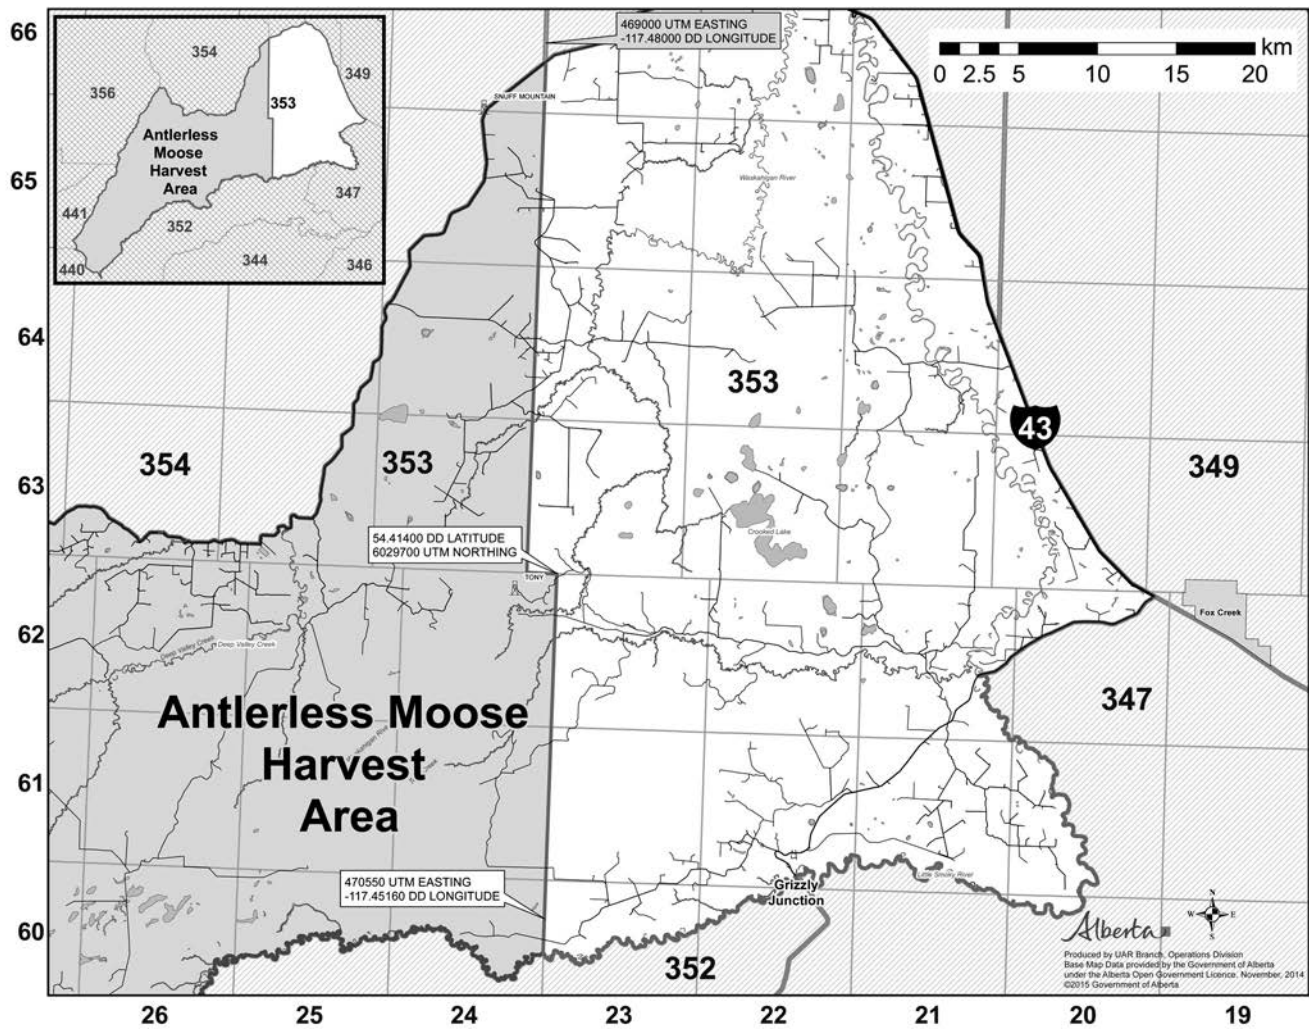 66
65
64
63
62
61
60
354
356
349
353
Antlerless
Moose
Harvest
Area
441
352
347
440
344
346
469000 UTM EASTING
-117.48000 DD LONGITUDE
km
0 2.5 5 10 15 20
SNUFF MOUNTAIN
Waskahigan River
353
43
354
353
349
54.41400 DD LATITUDE
6029700 UTM NORTHING
Crooked Lake
TONY
Fox Creek
Deep Valley Creek
Deep Valley Creek
347
Antlerless Moose
Harvest
Area
River
Creek
470550 UTM EASTING
-117.45160 DD LONGITUDE
Grizzly
Junction
Little Smoky River
352
N
W E
S
Alberta
Produced by UAR Branch, Operations Division
Base Map Data provided by the Government of Alberta
under the Alberta Open Government Licence. November, 2014
©2015 Government of Alberta
26 25 24 23 22 21 20 19